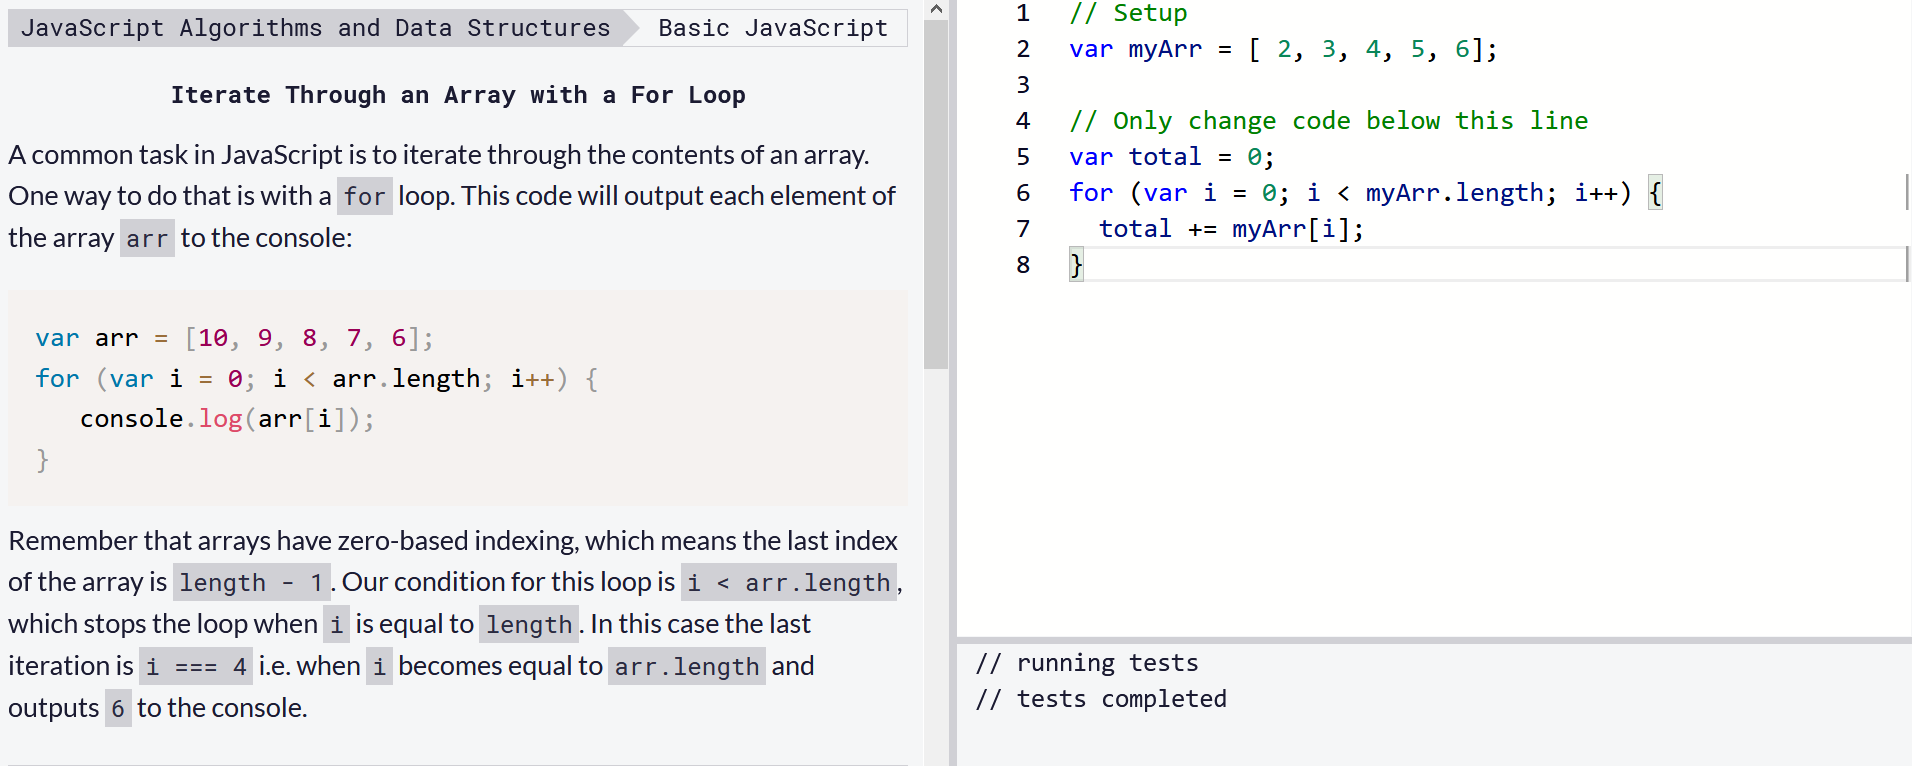 JavaScript Algorithms and Data Structures Basic JavaScript
Iterate Through an Array with a For Loop
A common task in JavaScript is to iterate through the contents of an array.
One way to do that is with a for loop. This code will output each element of
the array arr to the console:
var arr = [10, 9, 8, 7, 6];
for (var i = 0; i < arr.length; i++) {
   console.log(arr[i]);
}
Remember that arrays have zero-based indexing, which means the last index
of the array is length - 1. Our condition for this loop is i < arr.length,
which stops the loop when i is equal to length. In this case the last
iteration is i === 4 i.e. when i becomes equal to arr.length and
outputs 6 to the console.
1 // Setup
2 var myArr = [ 2, 3, 4, 5, 6];
3
4 // Only change code below this line
5 var total = 0;
6 for (var i = 0; i < myArr.length; i++) {
7   total += myArr[i];
8 }
// running tests
// tests completed